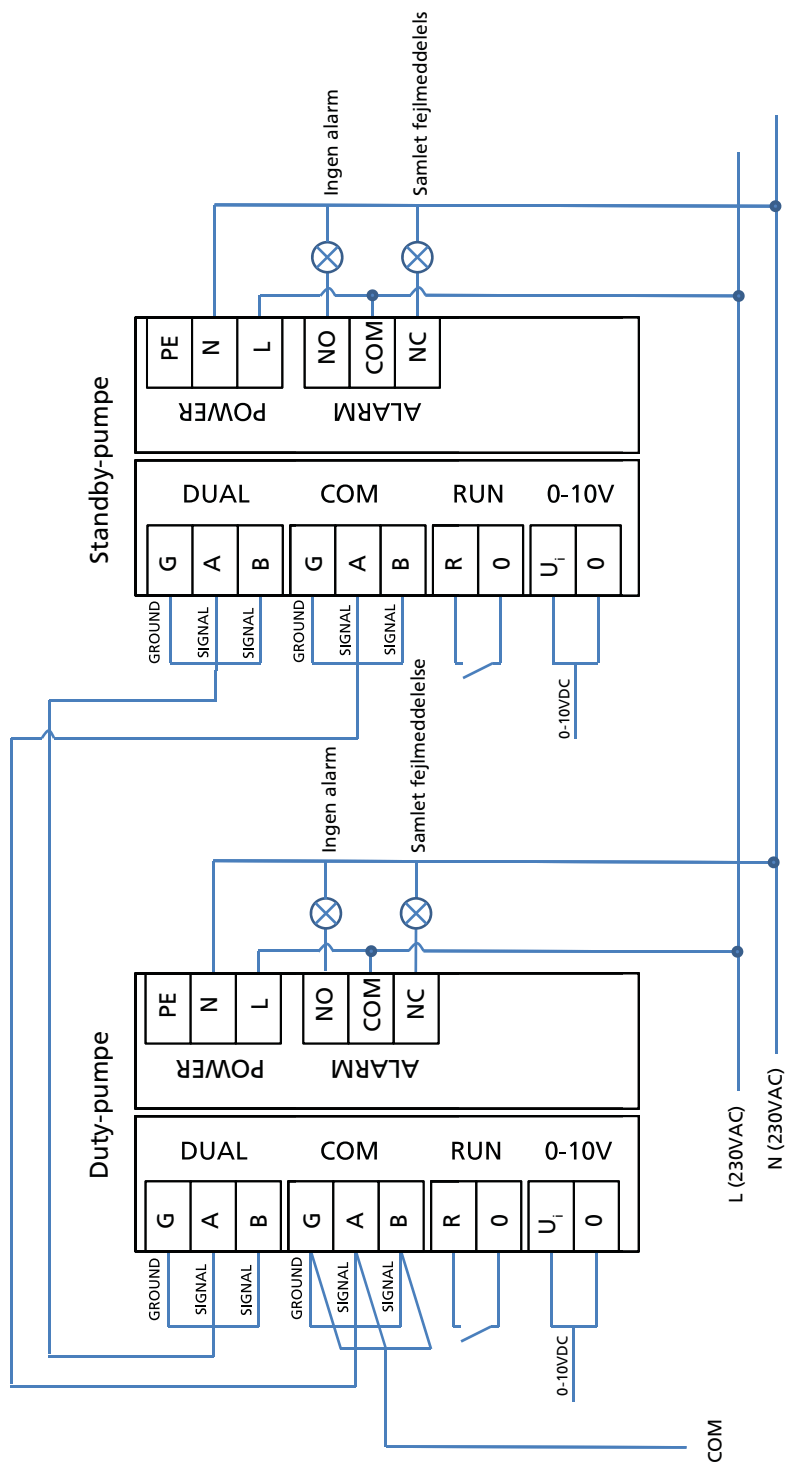 Standby-pumpe
PE
N
L
POWER
NO
COM
NC
ALARM
Ingen alarm
Samlet fejlmeddelels
DUAL
COM
RUN
0-10V
G
A
B
G
A
B
R
0
Ui
0
GROUND
SIGNAL
SIGNAL
GROUND
SIGNAL
SIGNAL
0-10VDC
Duty-pumpe
PE
N
L
POWER
NO
COM
NC
ALARM
Ingen alarm
Samlet fejlmeddelelse
DUAL
COM
RUN
0-10V
G
A
B
G
A
B
R
0
Ui
0
GROUND
SIGNAL
SIGNAL
GROUND
SIGNAL
SIGNAL
0-10VDC
L (230VAC)
N (230VAC)
COM